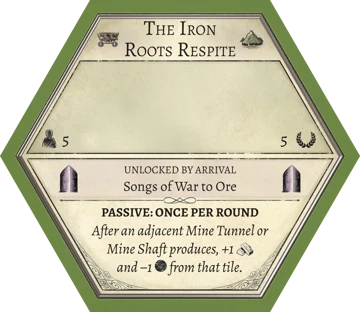 The Iron
Roots Respite
5 5
UNLOCKED BY ARRIVAL
Songs of War to Ore
PASSIVE: ONCE PER ROUND
After an adjacent Mine Tunnel or
Mine Shaft produces, +1
and −1 from that tile.